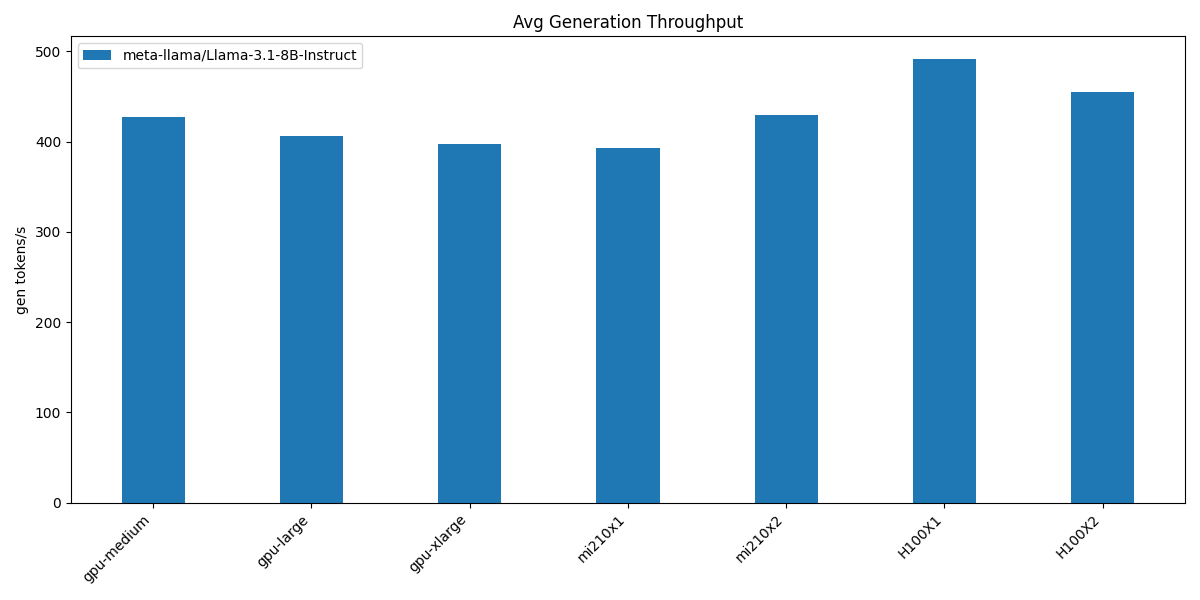 Avg Generation Throughput
meta-llama/Llama-3.1-8B-Instruct
gen tokens/s
500
400
300
200
100
0
gpu-medium
gpu-large
gpu-xlarge
mi210x1
mi210x2
H100X1
H100X2